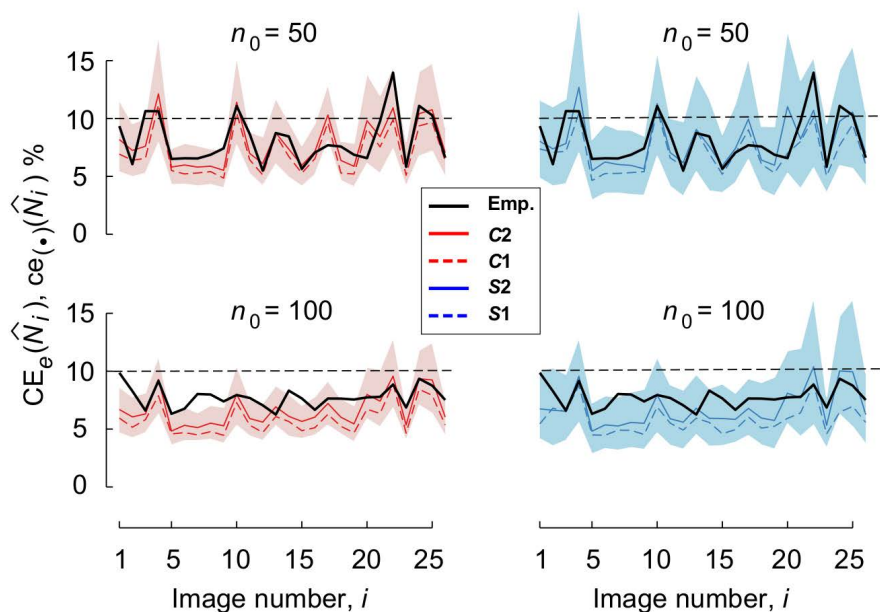 n0 = 50
n0 = 50
15
10
5
0
CEe(N̂i), ce(•)(N̂i) %
Emp.
C2
C1
S2
S1
n0 = 100
n0 = 100
15
10
5
0
1 5 10 15 20 25
1 5 10 15 20 25
Image number, i
Image number, i